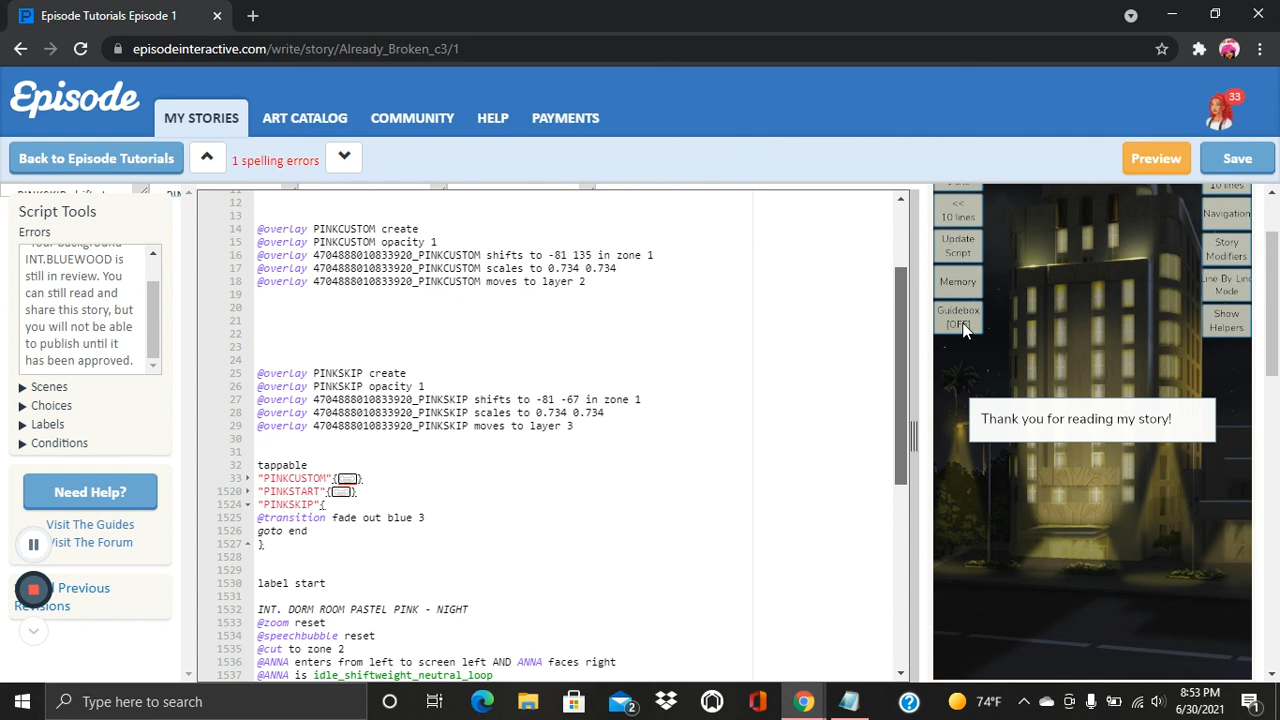 Episode Tutorials Episode 1
episodeinteractive.com/write/story/Already_Broken_c3/1
Episode
MY STORIES
ART CATALOG
COMMUNITY
HELP
PAYMENTS
33
Back to Episode Tutorials
1 spelling errors
Preview
Save
Script Tools
Errors
Your background
INT.BLUEWOOD is
still in review. You
can still read and
share this story, but
you will not be able
to publish until it
has been approved.
Scenes
Choices
Labels
Conditions
Need Help?
Visit The Guides
Visit The Forum
Previous
Revisions
12
13
14 @overlay PINKCUSTOM create
15 @overlay PINKCUSTOM opacity 1
16 @overlay 4704888010833920_PINKCUSTOM shifts to -81 135 in zone 1
17 @overlay 4704888010833920_PINKCUSTOM scales to 0.734 0.734
18 @overlay 4704888010833920_PINKCUSTOM moves to layer 2
19
20
21
22
23
24
25 @overlay PINKSKIP create
26 @overlay PINKSKIP opacity 1
27 @overlay 4704888010833920_PINKSKIP shifts to -81 -67 in zone 1
28 @overlay 4704888010833920_PINKSKIP scales to 0.734 0.734
29 @overlay 4704888010833920_PINKSKIP moves to layer 3
30
31
32 tappable
33 "PINKCUSTOM"{}
1520 "PINKSTART"{}
1524 "PINKSKIP"{
1525 @transition fade out blue 3
1526 goto end
1527 }
1528
1529
1530 label start
1531
1532 INT. DORM ROOM PASTEL PINK - NIGHT
1533 @zoom reset
1534 @speechbubble reset
1535 @cut to zone 2
1536 @ANNA enters from left to screen left AND ANNA faces right
1537 @ANNA is idle_shiftweight_neutral_loop
<<
10 lines
Update
Script
Memory
Guidebox
[OFF]
10 lines
Navigation
Story
Modifiers
Line By Line
Mode
Show
Helpers
Thank you for reading my story!
Type here to search
2
74°F
8:53 PM
6/30/2021
1